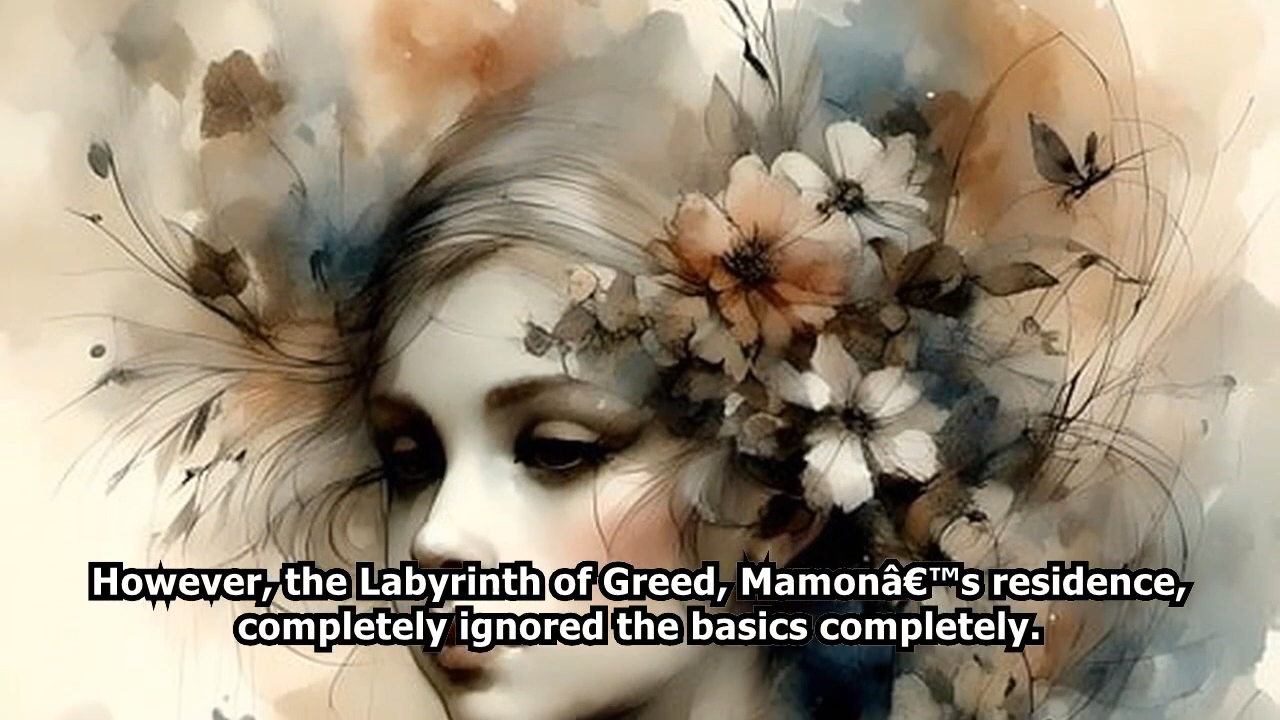 However, the Labyrinth of Greed, Mamonâ€™s residence,
completely ignored the basics completely.